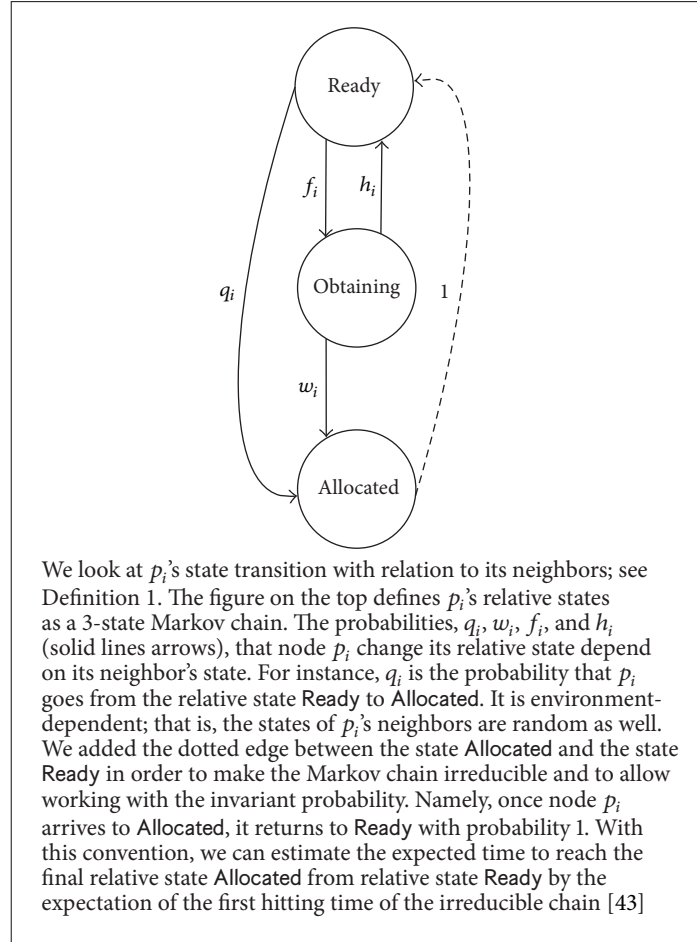 Ready
f_i
h_i
Obtaining
q_i
1
w_i
Allocated
We look at p_i's state transition with relation to its neighbors; see
Definition 1. The figure on the top defines p_i's relative states
as a 3-state Markov chain. The probabilities, q_i, w_i, f_i, and h_i
(solid lines arrows), that node p_i change its relative state depend
on its neighbor's state. For instance, q_i is the probability that p_i
goes from the relative state Ready to Allocated. It is environment-
dependent; that is, the states of p_i's neighbors are random as well.
We added the dotted edge between the state Allocated and the state
Ready in order to make the Markov chain irreducible and to allow
working with the invariant probability. Namely, once node p_i
arrives to Allocated, it returns to Ready with probability 1. With
this convention, we can estimate the expected time to reach the
final relative state Allocated from relative state Ready by the
expectation of the first hitting time of the irreducible chain [43]